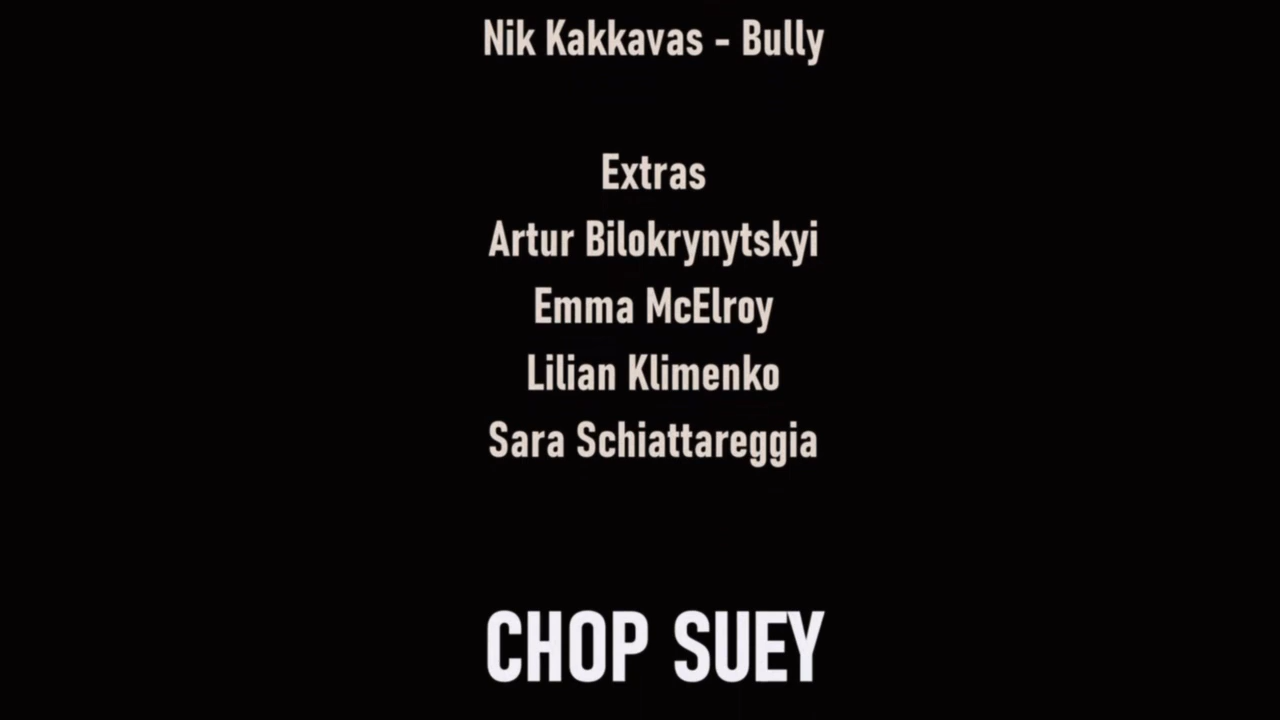 Nik Kakkavas - Bully
Extras
Artur Bilokrynytskyi
Emma McElroy
Lilian Klimenko
Sara Schiattareggia
CHOP SUEY